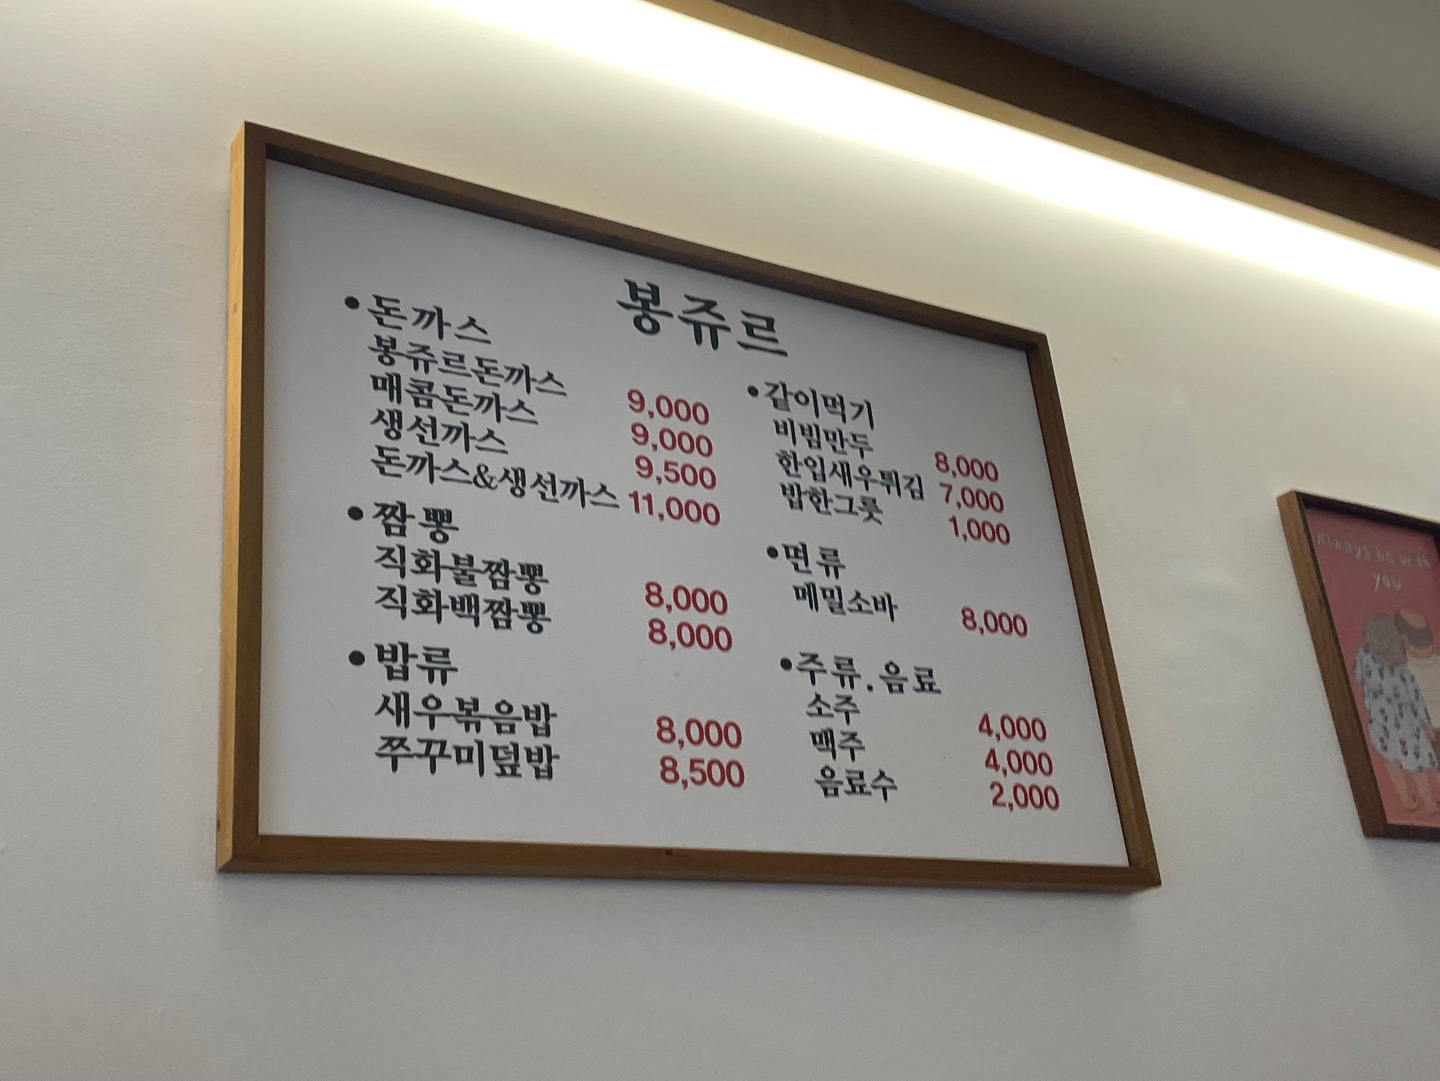 봉쥬르
• 돈까스
봉쥬르돈까스 9,000
매콤돈까스 9,000
생선까스 9,500
돈까스&생선까스 11,000
• 짬뽕
직화불짬뽕 8,000
직화백짬뽕 8,000
• 밥류
새우볶음밥 8,000
쭈꾸미덮밥 8,500
• 같이먹기
비빔만두 8,000
한입새우튀김 7,000
밥한그릇 1,000
• 면류
메밀소바 8,000
• 주류.음료
소주 4,000
맥주 4,000
음료수 2,000
Always be with
you